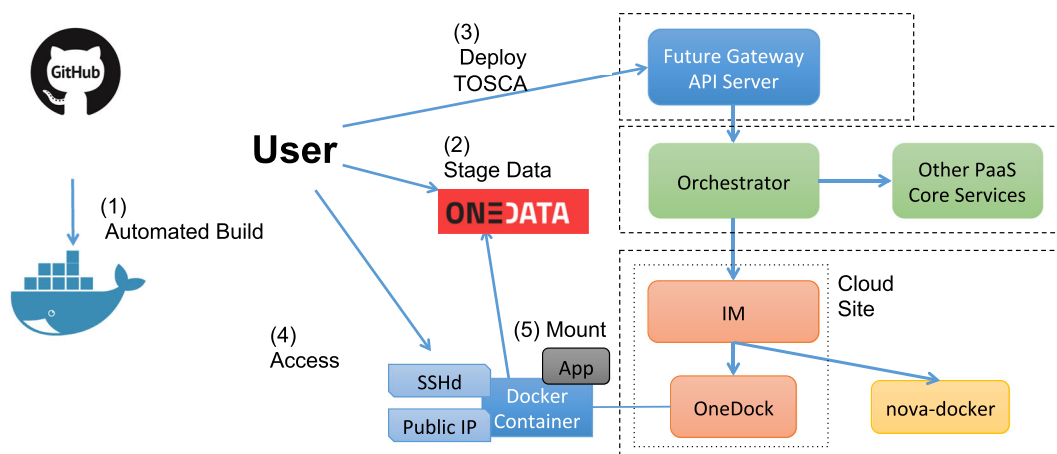 GitHub
(1)
Automated Build
User
(3)
Deploy
TOSCA
(2)
Stage Data
ONEDATA
(4)
Access
SSHd
Public IP
(5) Mount
App
Docker
Container
Future Gateway
API Server
Orchestrator
Other PaaS
Core Services
Cloud
Site
IM
OneDock
nova-docker